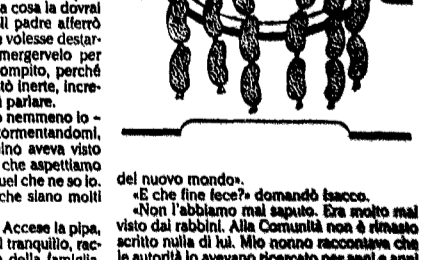 a cosa la dovrai
Il padre afferrò
volesse destar-
mergervelo per
ompito, perché
tò inerte, incre-
parlare.
nemmeno io –
tormentandomi,
ino aveva visto
che aspettiamo
uel che ne so io.
che siano molti
Accese la pipa,
tranquillo, rac-
della famiglia
del nuovo mondo».
«E che fine fece?» domandò Isacco.
«Non l'abbiamo mai saputo. Era molto mal
visto dai rabbini. Alla Comunità non è rimasto
scritto nulla di lui. Mio nonno raccontava che
le autorità lo avevano ricercato per anni e anni